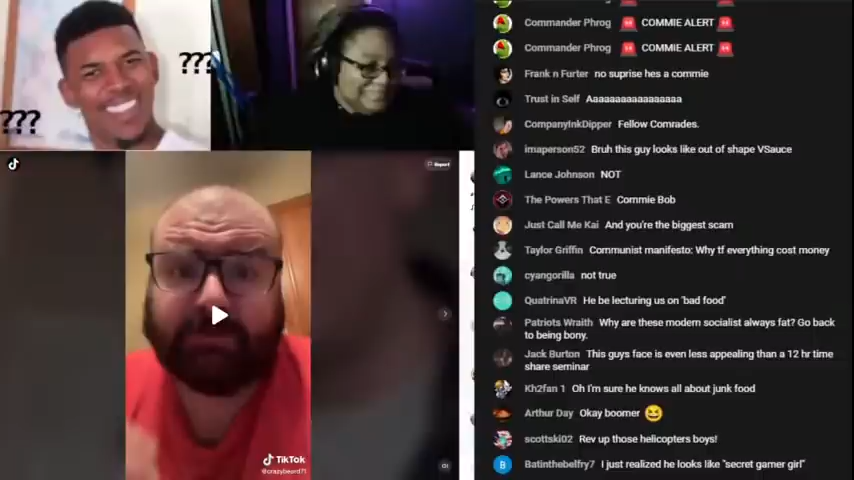 ???
???
Report
TikTok
@crazybeard71
Commander Phrog 🚨 COMMIE ALERT 🚨
Commander Phrog 🚨 COMMIE ALERT 🚨
Frank n Furter no suprise hes a commie
Trust in Self Aaaaaaaaaaaaaaaa
CompanyInkDipper Fellow Comrades.
imaperson52 Bruh this guy looks like out of shape VSauce
Lance Johnson NOT
The Powers That E Commie Bob
Just Call Me Kai And you're the biggest scam
Taylor Griffin Communist manifesto: Why tf everything cost money
cyangorilla not true
QuatrinaVR He be lecturing us on 'bad food'
Patriots Wraith Why are these modern socialist always fat? Go back
to being bony.
Jack Burton This guys face is even less appealing than a 12 hr time
share seminar
Kh2fan 1 Oh I'm sure he knows all about junk food
Arthur Day Okay boomer 😆
scottski02 Rev up those helicopters boys!
B
Batinthebelfry7 I just realized he looks like "secret gamer girl"